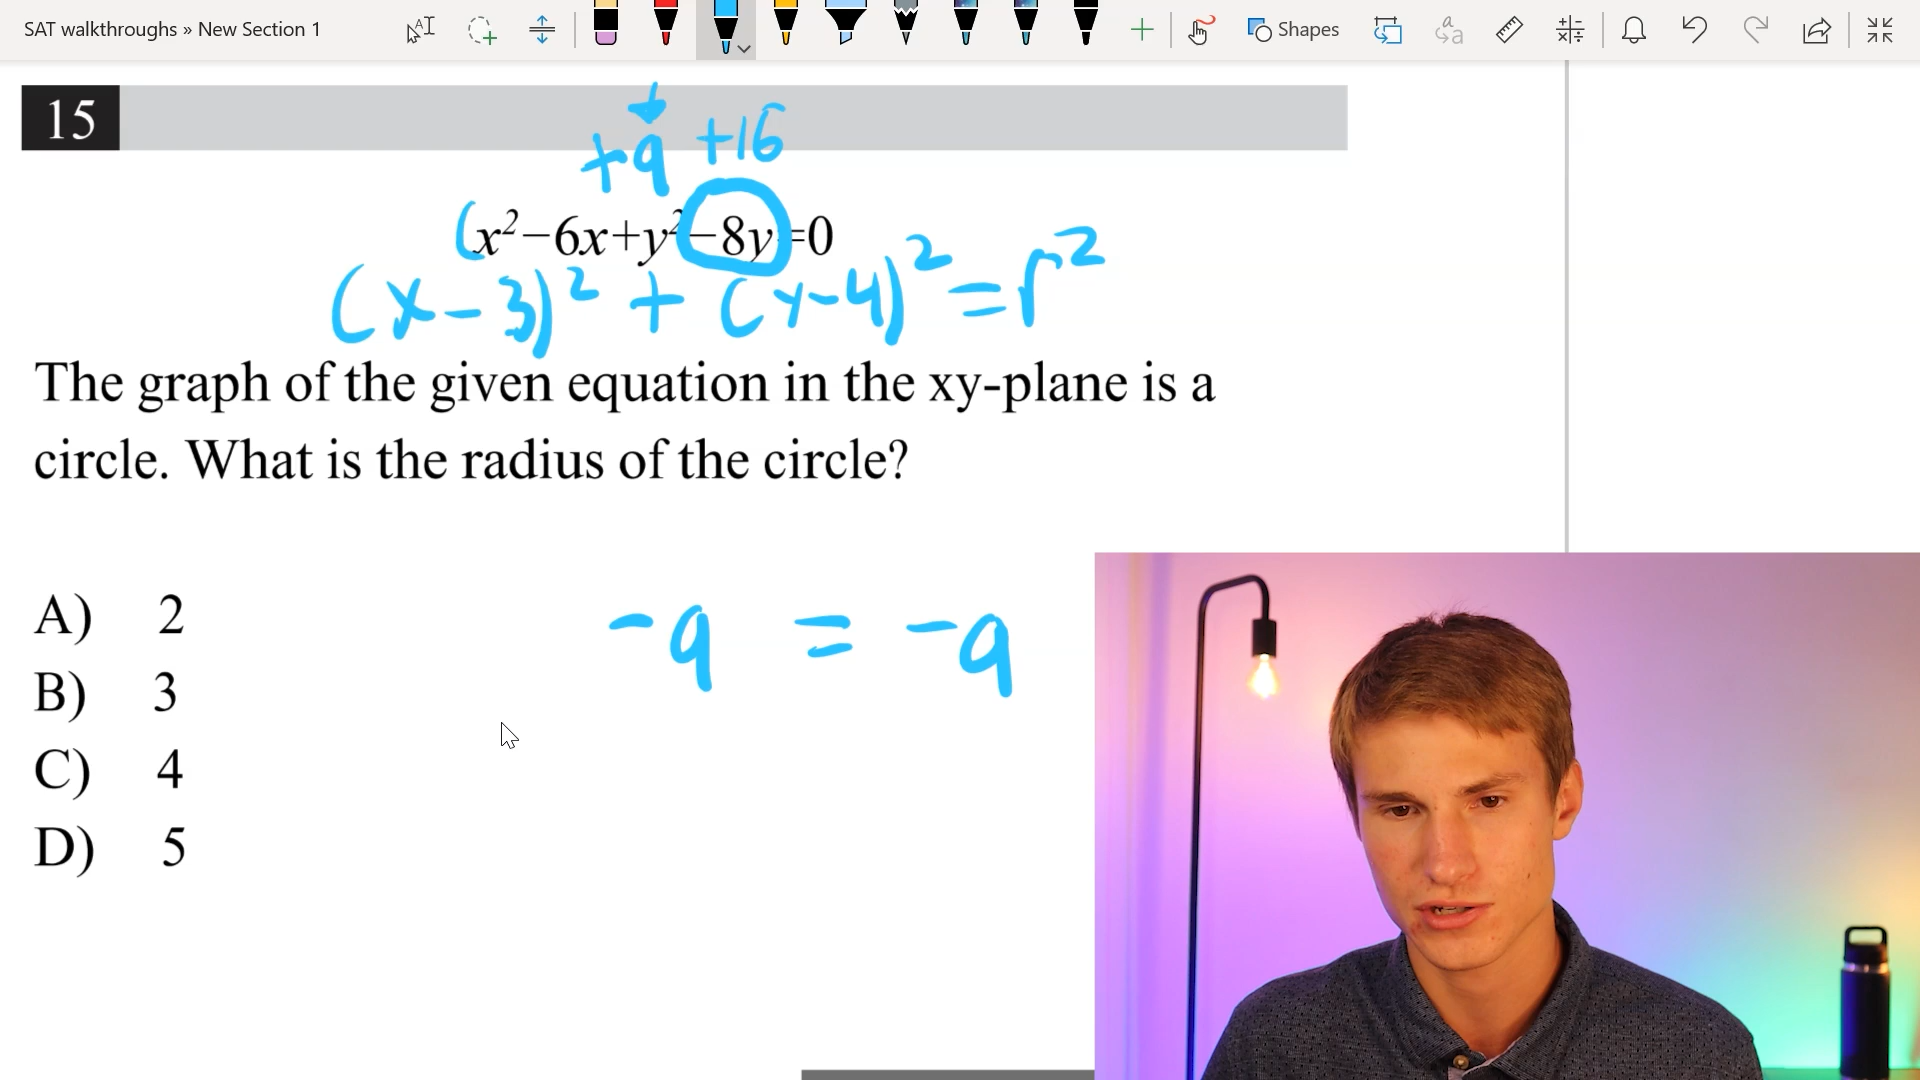 SAT walkthroughs » New Section 1
Shapes
15
+
+9 +16
(x²−6x+y²−8y=0
(x-3)² + (y-4)² = r²
The graph of the given equation in the xy-plane is a
circle. What is the radius of the circle?
A) 2
-9 = -9
B) 3
C) 4
D) 5